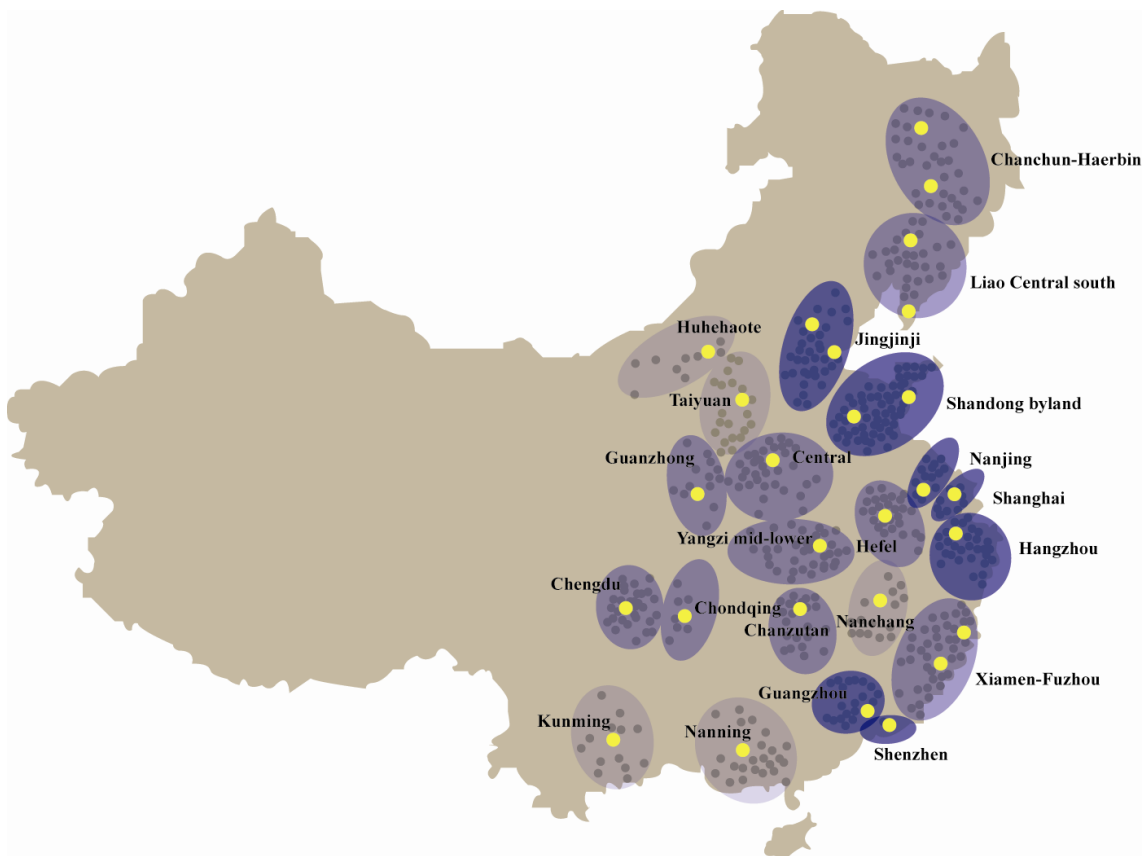 Chanchun-Haerbin
Liao Central south
Huhehaote
Jingjinji
Taiyuan
Shandong byland
Guanzhong
Central
Nanjing
Shanghai
Yangzi mid-lower
Hefel
Hangzhou
Chengdu
Chondqing
Chanzutan
Nanchang
Xiamen-Fuzhou
Guangzhou
Kunming
Nanning
Shenzhen